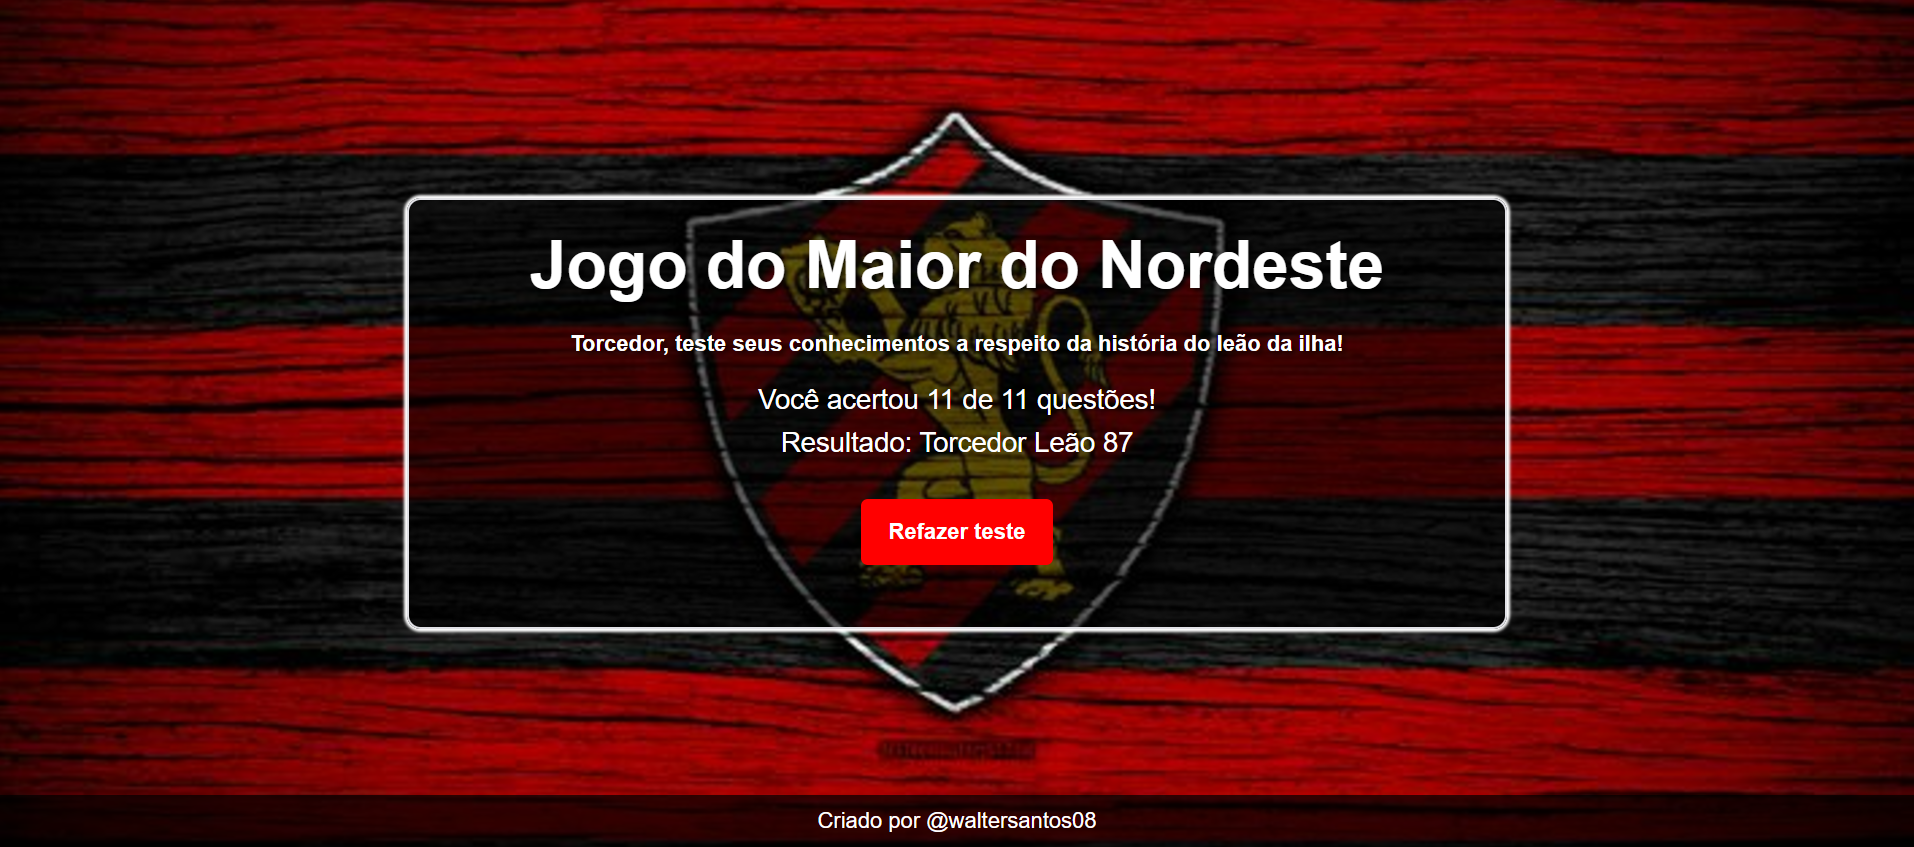 Jogo do Maior do Nordeste
Torcedor, teste seus conhecimentos a respeito da história do leão da ilha!
Você acertou 11 de 11 questões!
Resultado: Torcedor Leão 87
Refazer teste
Criado por @waltersantos08